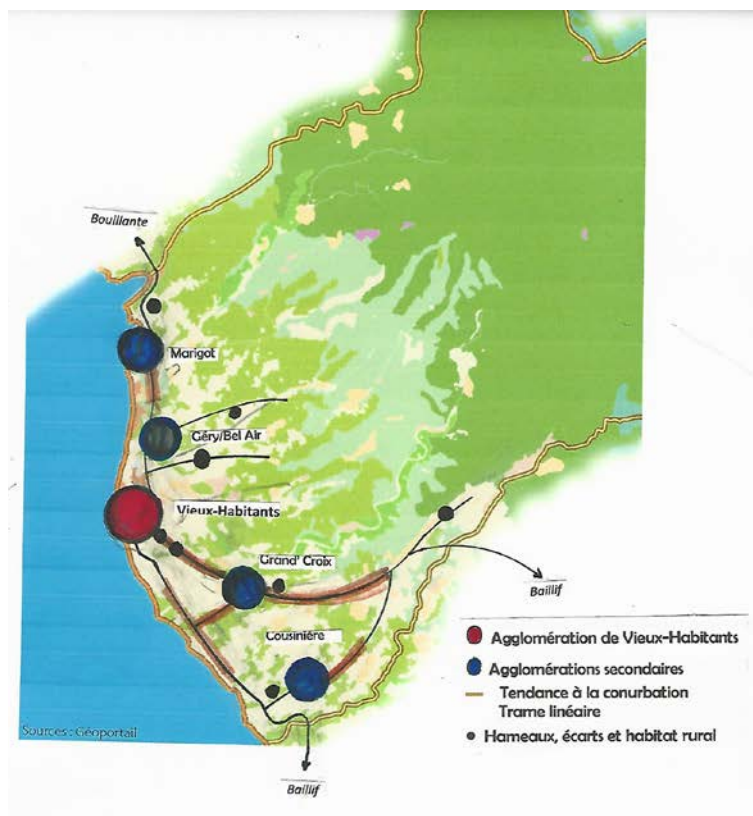 Bouillante
Marigot
Géry/Bel Air
Vieux-Habitants
Grand' Croix
Baillif
Cousinière
Agglomération de Vieux-Habitants
Agglomérations secondaires
Tendance à la conurbation
Trame linéaire
Hameaux, écarts et habitat rural
Sources : Géoportail
Baillif